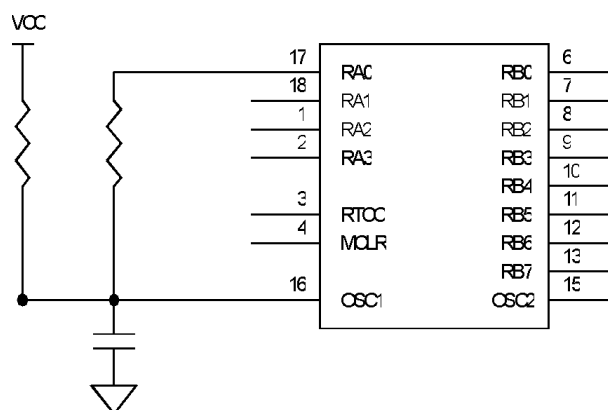 VCC
17 RA0 RB0 6
18 RA1 RB1 7
1 RA2 RB2 8
2 RA3 RB3 9
RB4 10
3 RTCC RB5 11
4 MCLR RB6 12
RB7 13
16 OSC1 OSC2 15